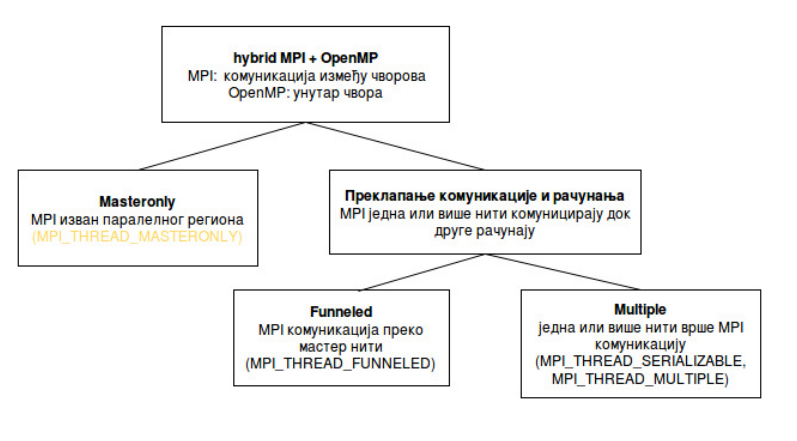 hybrid MPI + OpenMP
MPI: комуникација између чворова
OpenMP: унутар чвора
Masteronly
MPI изван паралелног региона
(MPI_THREAD_MASTERONLY)
Преклапање комуникације и рачунања
MPI једна или више нити комуницирају док
друге рачунају
Funneled
MPI комуникација преко
мастер нити
(MPI_THREAD_FUNNELED)
Multiple
једна или више нити врше MPI
комуникацију
(MPI_THREAD_SERIALIZABLE,
MPI_THREAD_MULTIPLE)